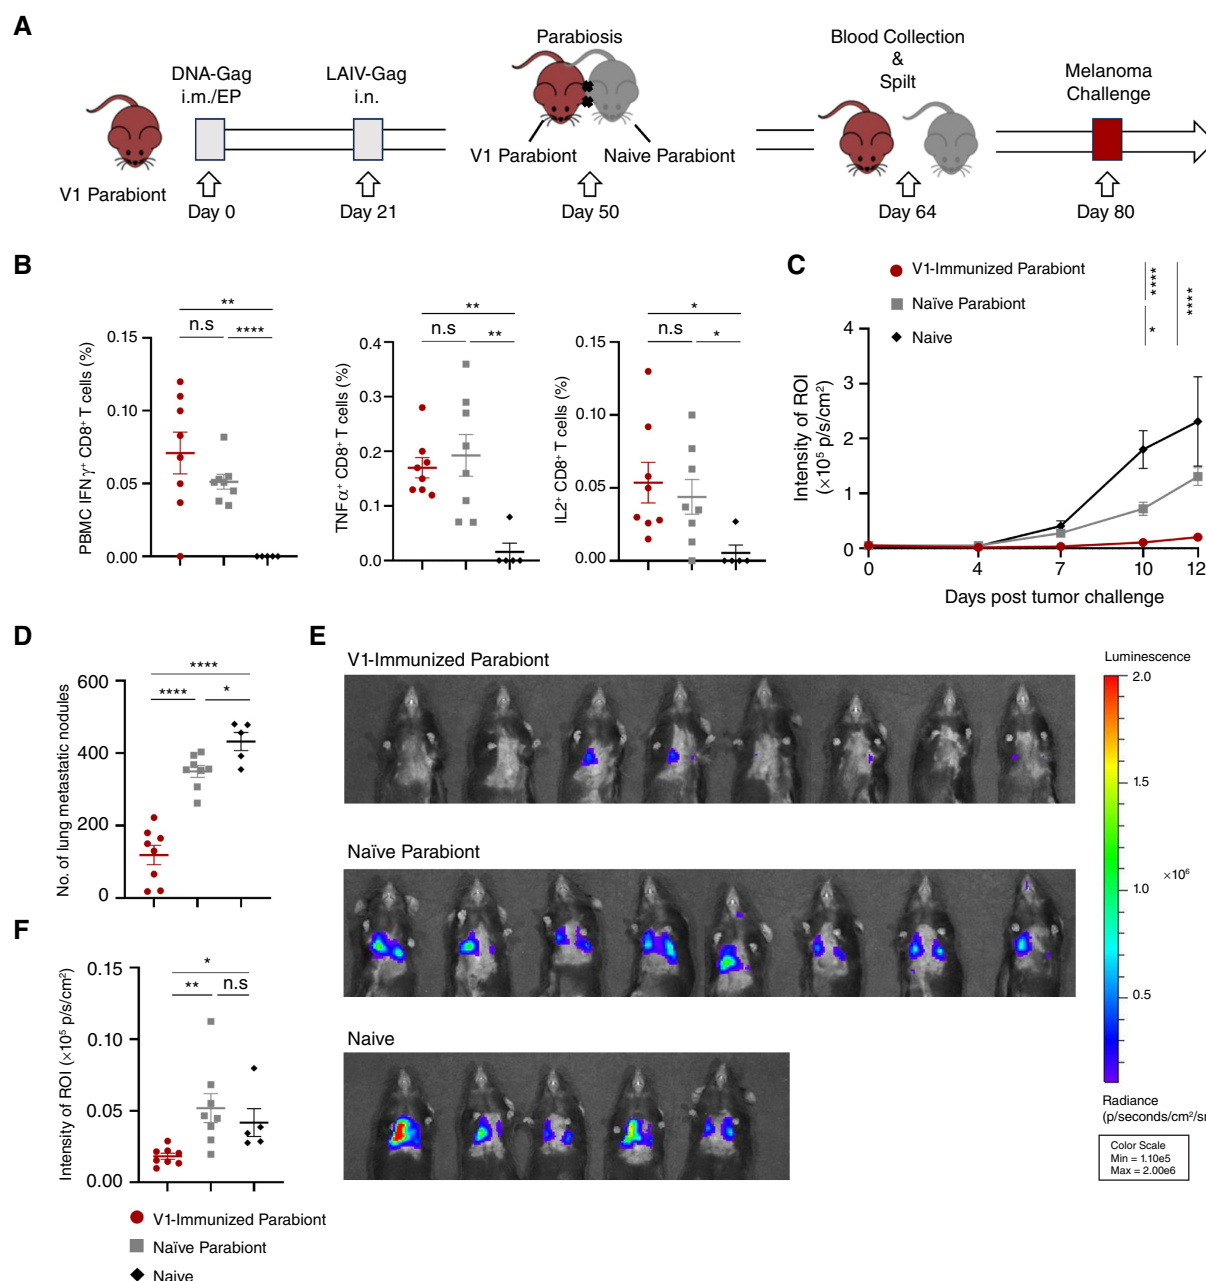 A
DNA-Gag
i.m./EP
LAIV-Gag
i.n.
Parabiosis
Blood Collection
&
Spilt
Melanoma
Challenge
V1 Parabiont
V1 Parabiont
Naive Parabiont
Day 0
Day 21
Day 50
Day 64
Day 80
B
PBMC IFNγ⁺ CD8⁺ T cells (%)
0.15
0.10
0.05
0.00
**
n.s
****
TNFα⁺ CD8⁺ T cells (%)
0.4
0.3
0.2
0.1
0.0
**
n.s
**
IL2⁺ CD8⁺ T cells (%)
0.15
0.10
0.05
0.00
*
n.s
*
C
V1-Immunized Parabiont
Naïve Parabiont
Naive
****
*
****
Intensity of ROI
(×10⁵ p/s/cm²)
4
3
2
1
0
0
4
7
10
12
Days post tumor challenge
D
No. of lung metastatic nodules
600
400
200
0
****
****
*
E
V1-Immunized Parabiont
Naïve Parabiont
Naive
Luminescence
2.0
1.5
1.0
×10⁶
0.5
Radiance
(p/seconds/cm²/sr
Color Scale
Min = 1.10e5
Max = 2.00e6
F
Intensity of ROI (×10⁵ p/s/cm²)
0.15
0.10
0.05
0.00
*
**
n.s
V1-Immunized Parabiont
Naïve Parabiont
Naive